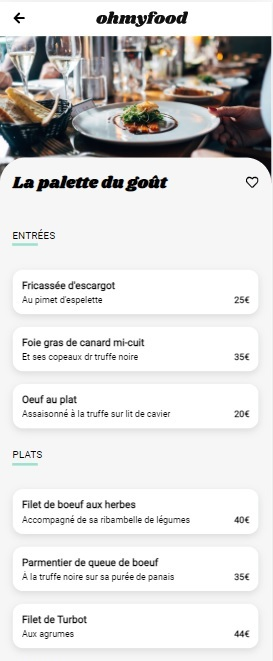 ohmyfood
La palette du goût
ENTRÉES
Fricassée d'escargot
Au pimet d'espelette 25€
Foie gras de canard mi-cuit
Et ses copeaux dr truffe noire 35€
Oeuf au plat
Assaisonné à la truffe sur lit de cavier 20€
PLATS
Filet de boeuf aux herbes
Accompagné de sa ribambelle de légumes 40€
Parmentier de queue de boeuf
À la truffe noire sur sa purée de panais 35€
Filet de Turbot
Aux agrumes 44€